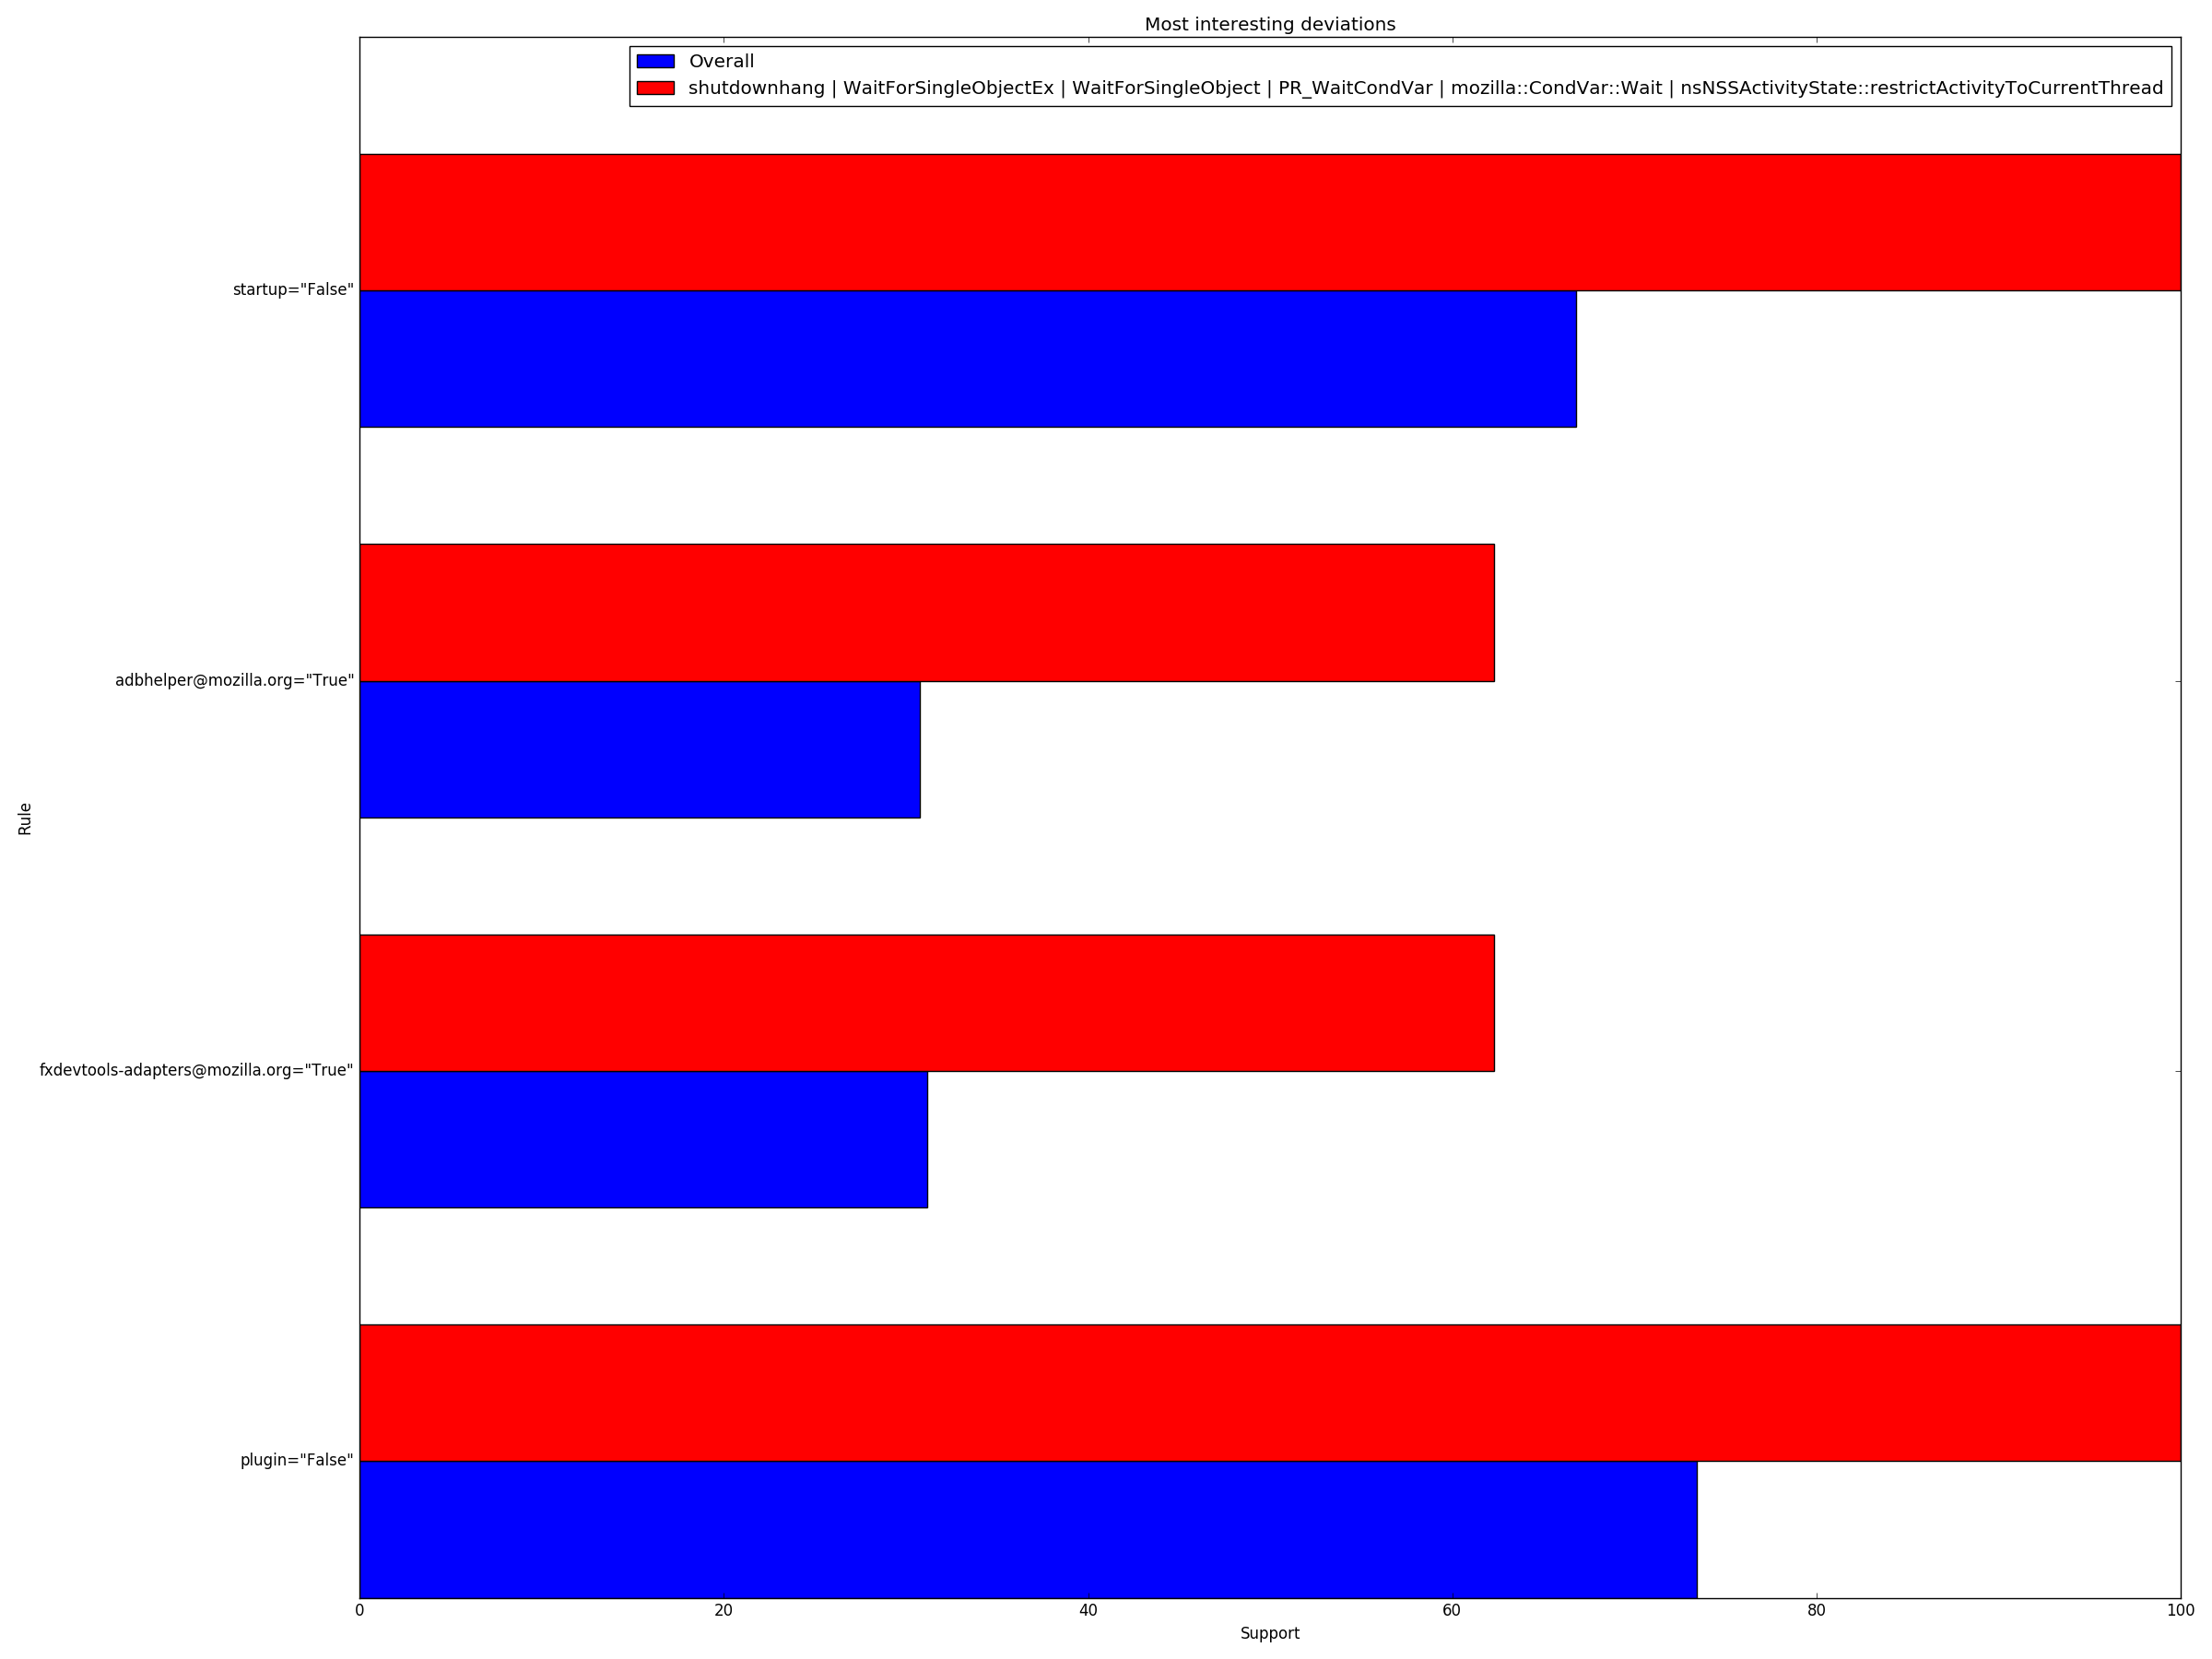 Most interesting deviations
Overall
shutdownhang | WaitForSingleObjectEx | WaitForSingleObject | PR_WaitCondVar | mozilla::CondVar::Wait | nsNSSActivityState::restrictActivityToCurrentThread
startup="False"
adbhelper@mozilla.org="True"
Rule
fxdevtools-adapters@mozilla.org="True"
plugin="False"
0 20 40 60 80 100
Support